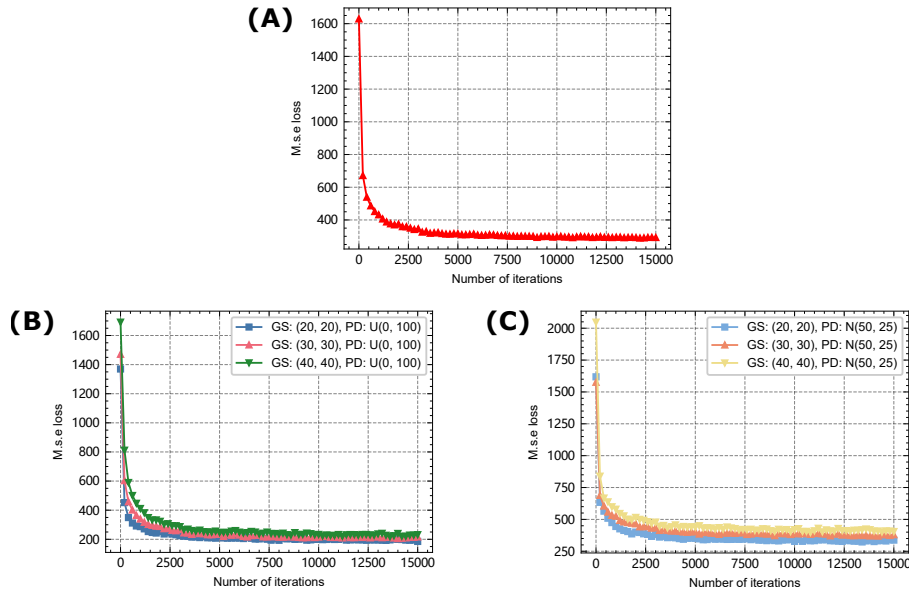 (A)
1600
1400
1200
1000
800
600
400
M.s.e loss
0 2500 5000 7500 10000 12500 15000
Number of iterations
(B)
1600
1400
1200
1000
800
600
400
200
M.s.e loss
GS: (20, 20), PD: U(0, 100)
GS: (30, 30), PD: U(0, 100)
GS: (40, 40), PD: U(0, 100)
0 2500 5000 7500 10000 12500 15000
Number of iterations
(C)
2000
1750
1500
1250
1000
750
500
250
M.s.e loss
GS: (20, 20), PD: N(50, 25)
GS: (30, 30), PD: N(50, 25)
GS: (40, 40), PD: N(50, 25)
0 2500 5000 7500 10000 12500 15000
Number of iterations